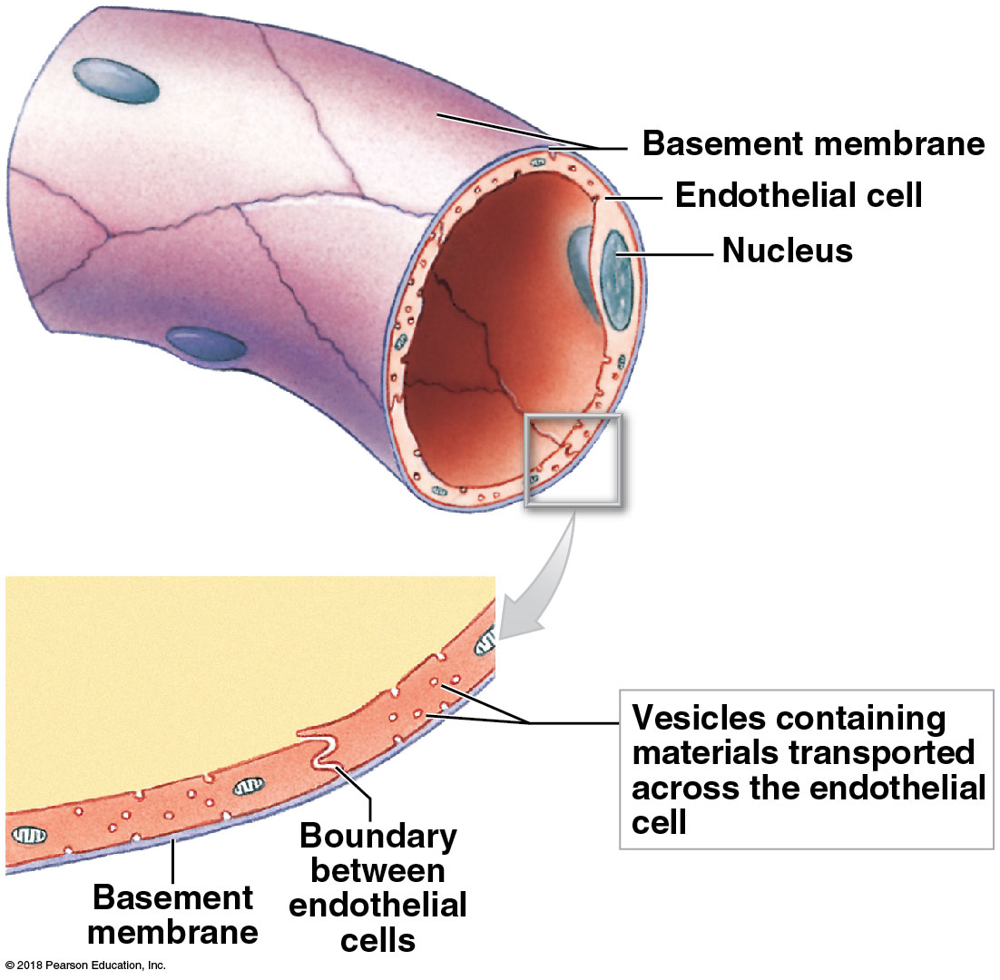 Basement membrane
Endothelial cell
Nucleus
Vesicles containing
materials transported
across the endothelial
cell
Boundary
between
endothelial
cells
Basement
membrane
© 2018 Pearson Education, Inc.